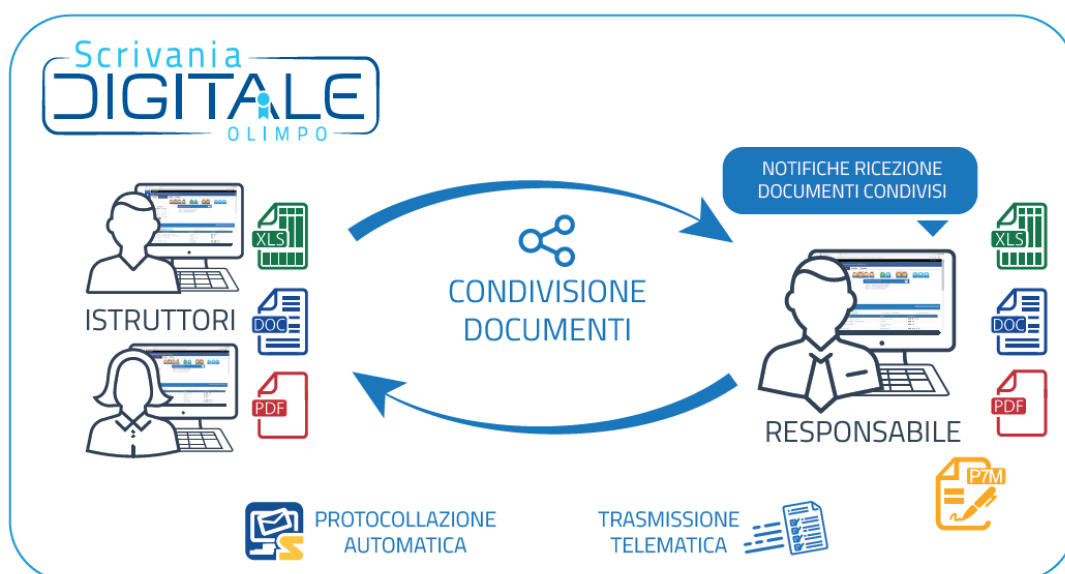 Scrivania
DIGITALE
OLIMPO
NOTIFICHE RICEZIONE
DOCUMENTI CONDIVISI
XLS
DOC
PDF
ISTRUTTORI
CONDIVISIONE
DOCUMENTI
XLS
DOC
PDF
RESPONSABILE
P7M
PROTOCOLLAZIONE
AUTOMATICA
TRASMISSIONE
TELEMATICA